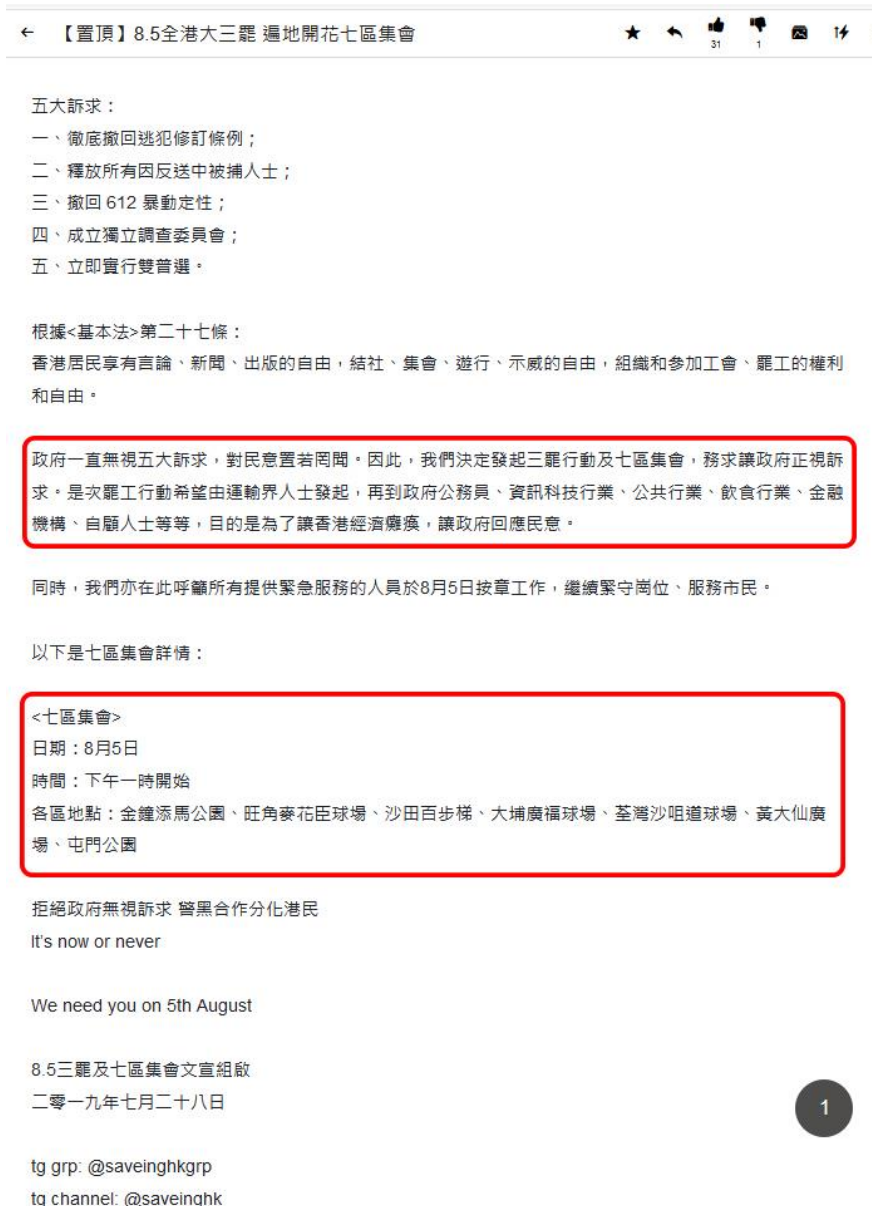 ← 【置頂】8.5全港大三罷 遍地開花七區集會
31
1
五大訴求：
一、徹底撤回逃犯修訂條例；
二、釋放所有因反送中被捕人士；
三、撤回 612 暴動定性；
四、成立獨立調查委員會；
五、立即實行雙普選。
根據<基本法>第二十七條：
香港居民享有言論、新聞、出版的自由，結社、集會、遊行、示威的自由，組織和參加工會、罷工的權利
和自由。
政府一直無視五大訴求，對民意置若罔聞。因此，我們決定發起三罷行動及七區集會，務求讓政府正視訴
求。是次罷工行動希望由運輸界人士發起，再到政府公務員、資訊科技行業、公共行業、飲食行業、金融
機構、自顧人士等等，目的是為了讓香港經濟癱瘓，讓政府回應民意。
同時，我們亦在此呼籲所有提供緊急服務的人員於8月5日按章工作，繼續緊守崗位、服務市民。
以下是七區集會詳情：
<七區集會>
日期：8月5日
時間：下午一時開始
各區地點：金鐘添馬公園、旺角麥花臣球場、沙田百步梯、大埔廣福球場、荃灣沙咀道球場、黃大仙廣
場、屯門公園
拒絕政府無視訴求 警黑合作分化港民
It's now or never
We need you on 5th August
8.5三罷及七區集會文宣組啟
二零一九年七月二十八日
1
tg grp: @saveinghkgrp
tg channel: @saveinghk